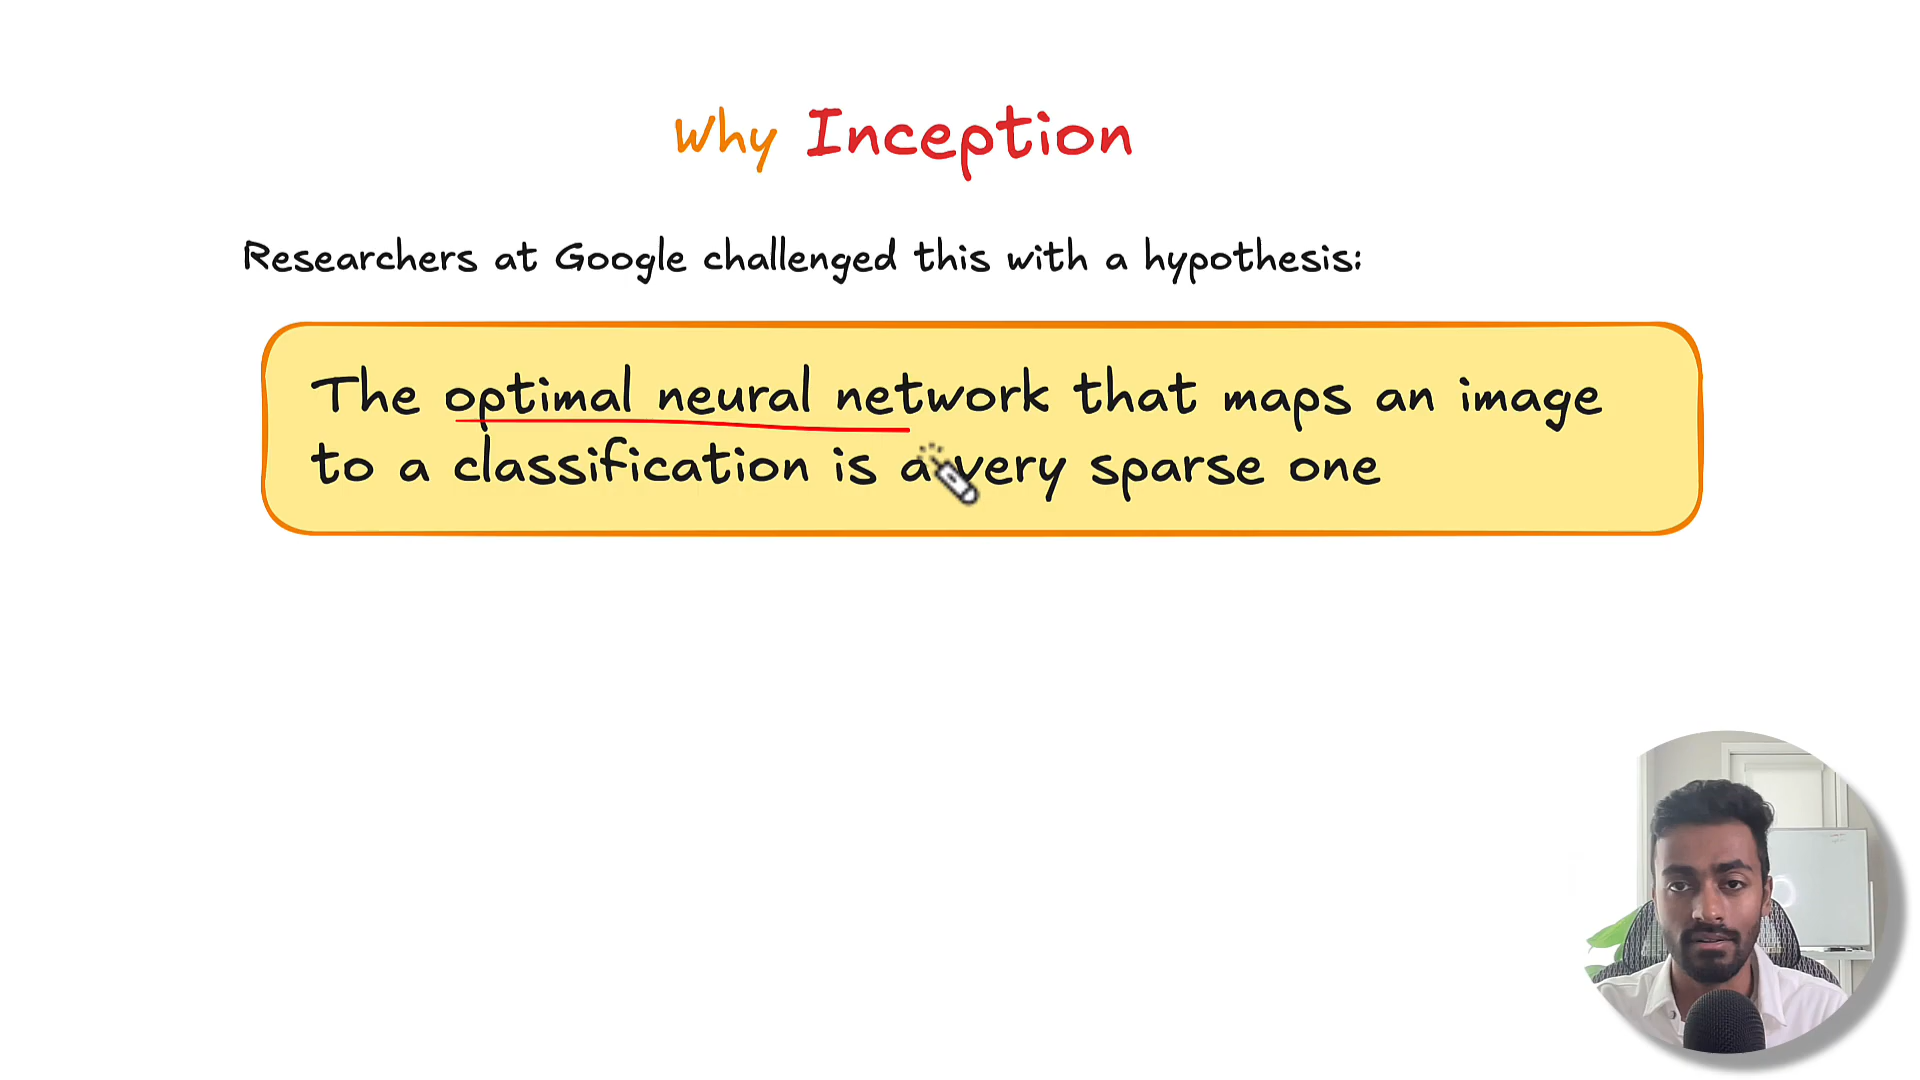 Why Inception
Researchers at Google challenged this with a hypothesis:
The optimal neural network that maps an image
to a classification is a very sparse one